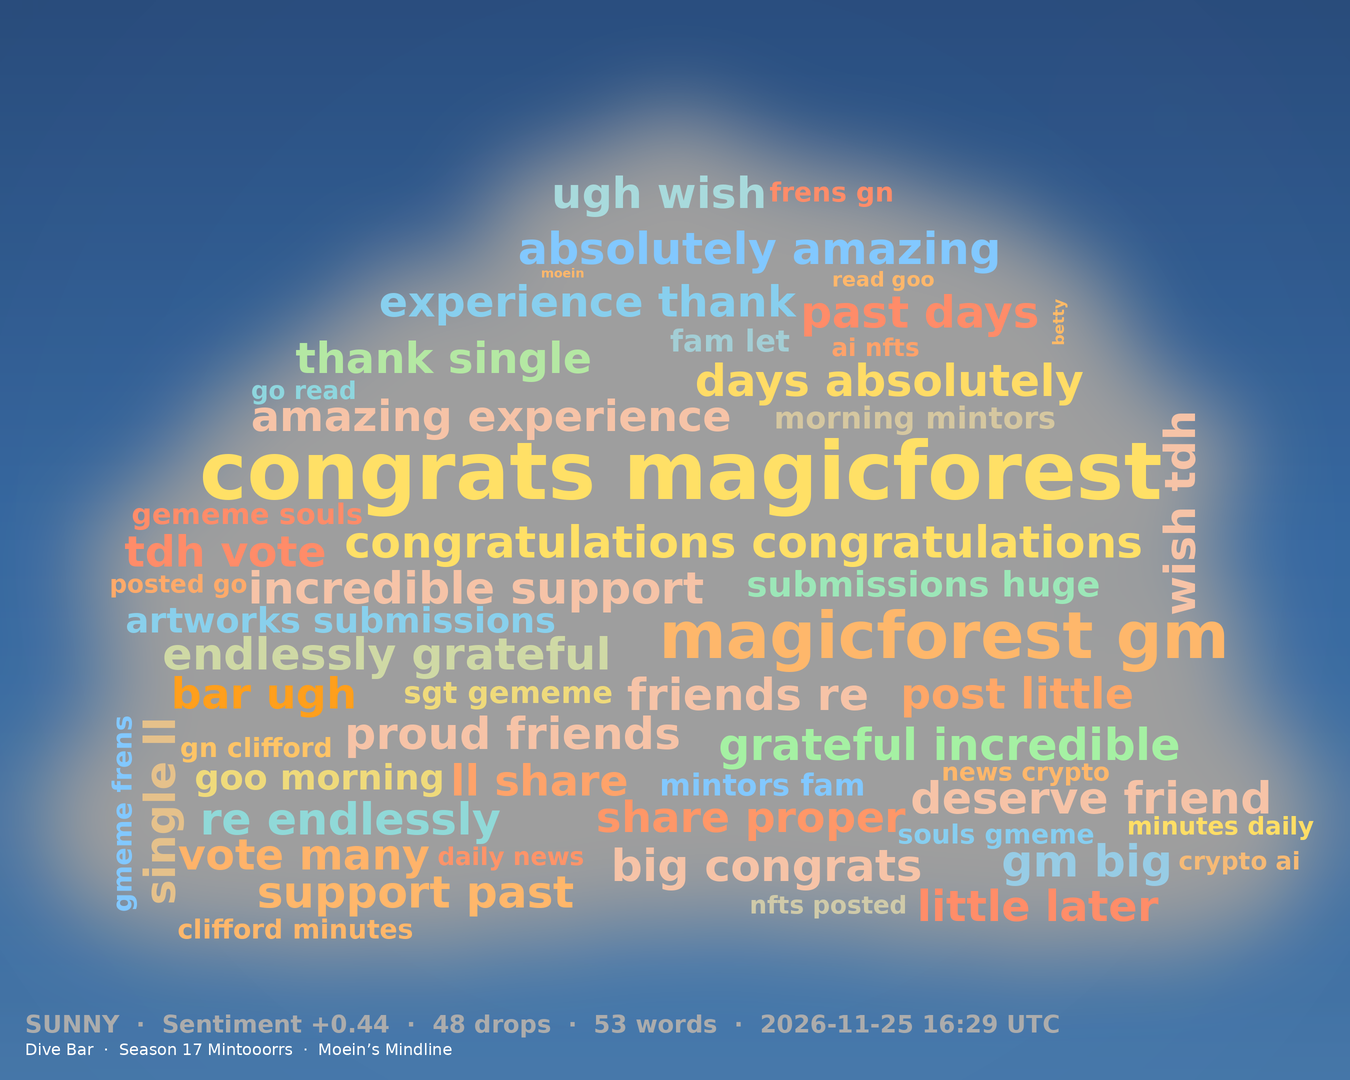 ugh wish
frens gn
absolutely amazing
moein
read goo
experience thank
past days
betty
fam let
ai nfts
thank single
days absolutely
go read
amazing experience
morning mintors
congrats magicforest
wish tdh
gememe souls
tdh vote
congratulations congratulations
posted go
incredible support
submissions huge
artworks submissions
magicforest gm
endlessly grateful
bar ugh
sgt gememe
friends re
post little
gmeme frens
single ll
gn clifford
proud friends
grateful incredible
goo morning
ll share
mintors fam
news crypto
deserve friend
re endlessly
share proper
souls gmeme
minutes daily
vote many
daily news
big congrats
gm big
crypto ai
support past
nfts posted
little later
clifford minutes
SUNNY · Sentiment +0.44 · 48 drops · 53 words · 2026-11-25 16:29 UTC
Dive Bar · Season 17 Mintooorrs · Moein’s Mindline